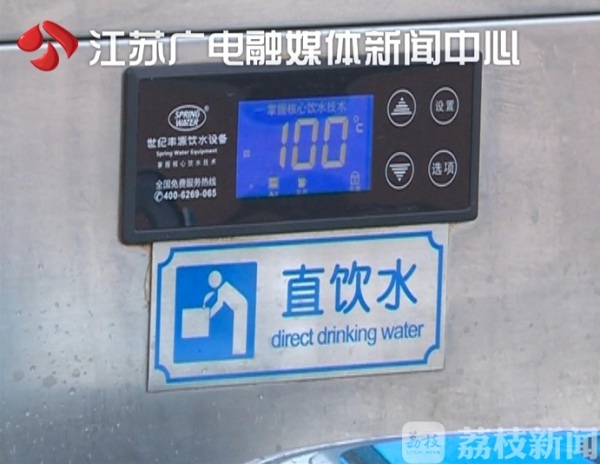 江苏广电融媒体新闻中心
SPRING WATER ®
世纪丰源饮水设备
Spring Water Equipment
掌握核心饮水技术
全国免费服务热线
400-6269-065
掌握核心饮水技术
100 °C
设置
选项
直饮水
direct drinking water
荔枝
荔枝新闻